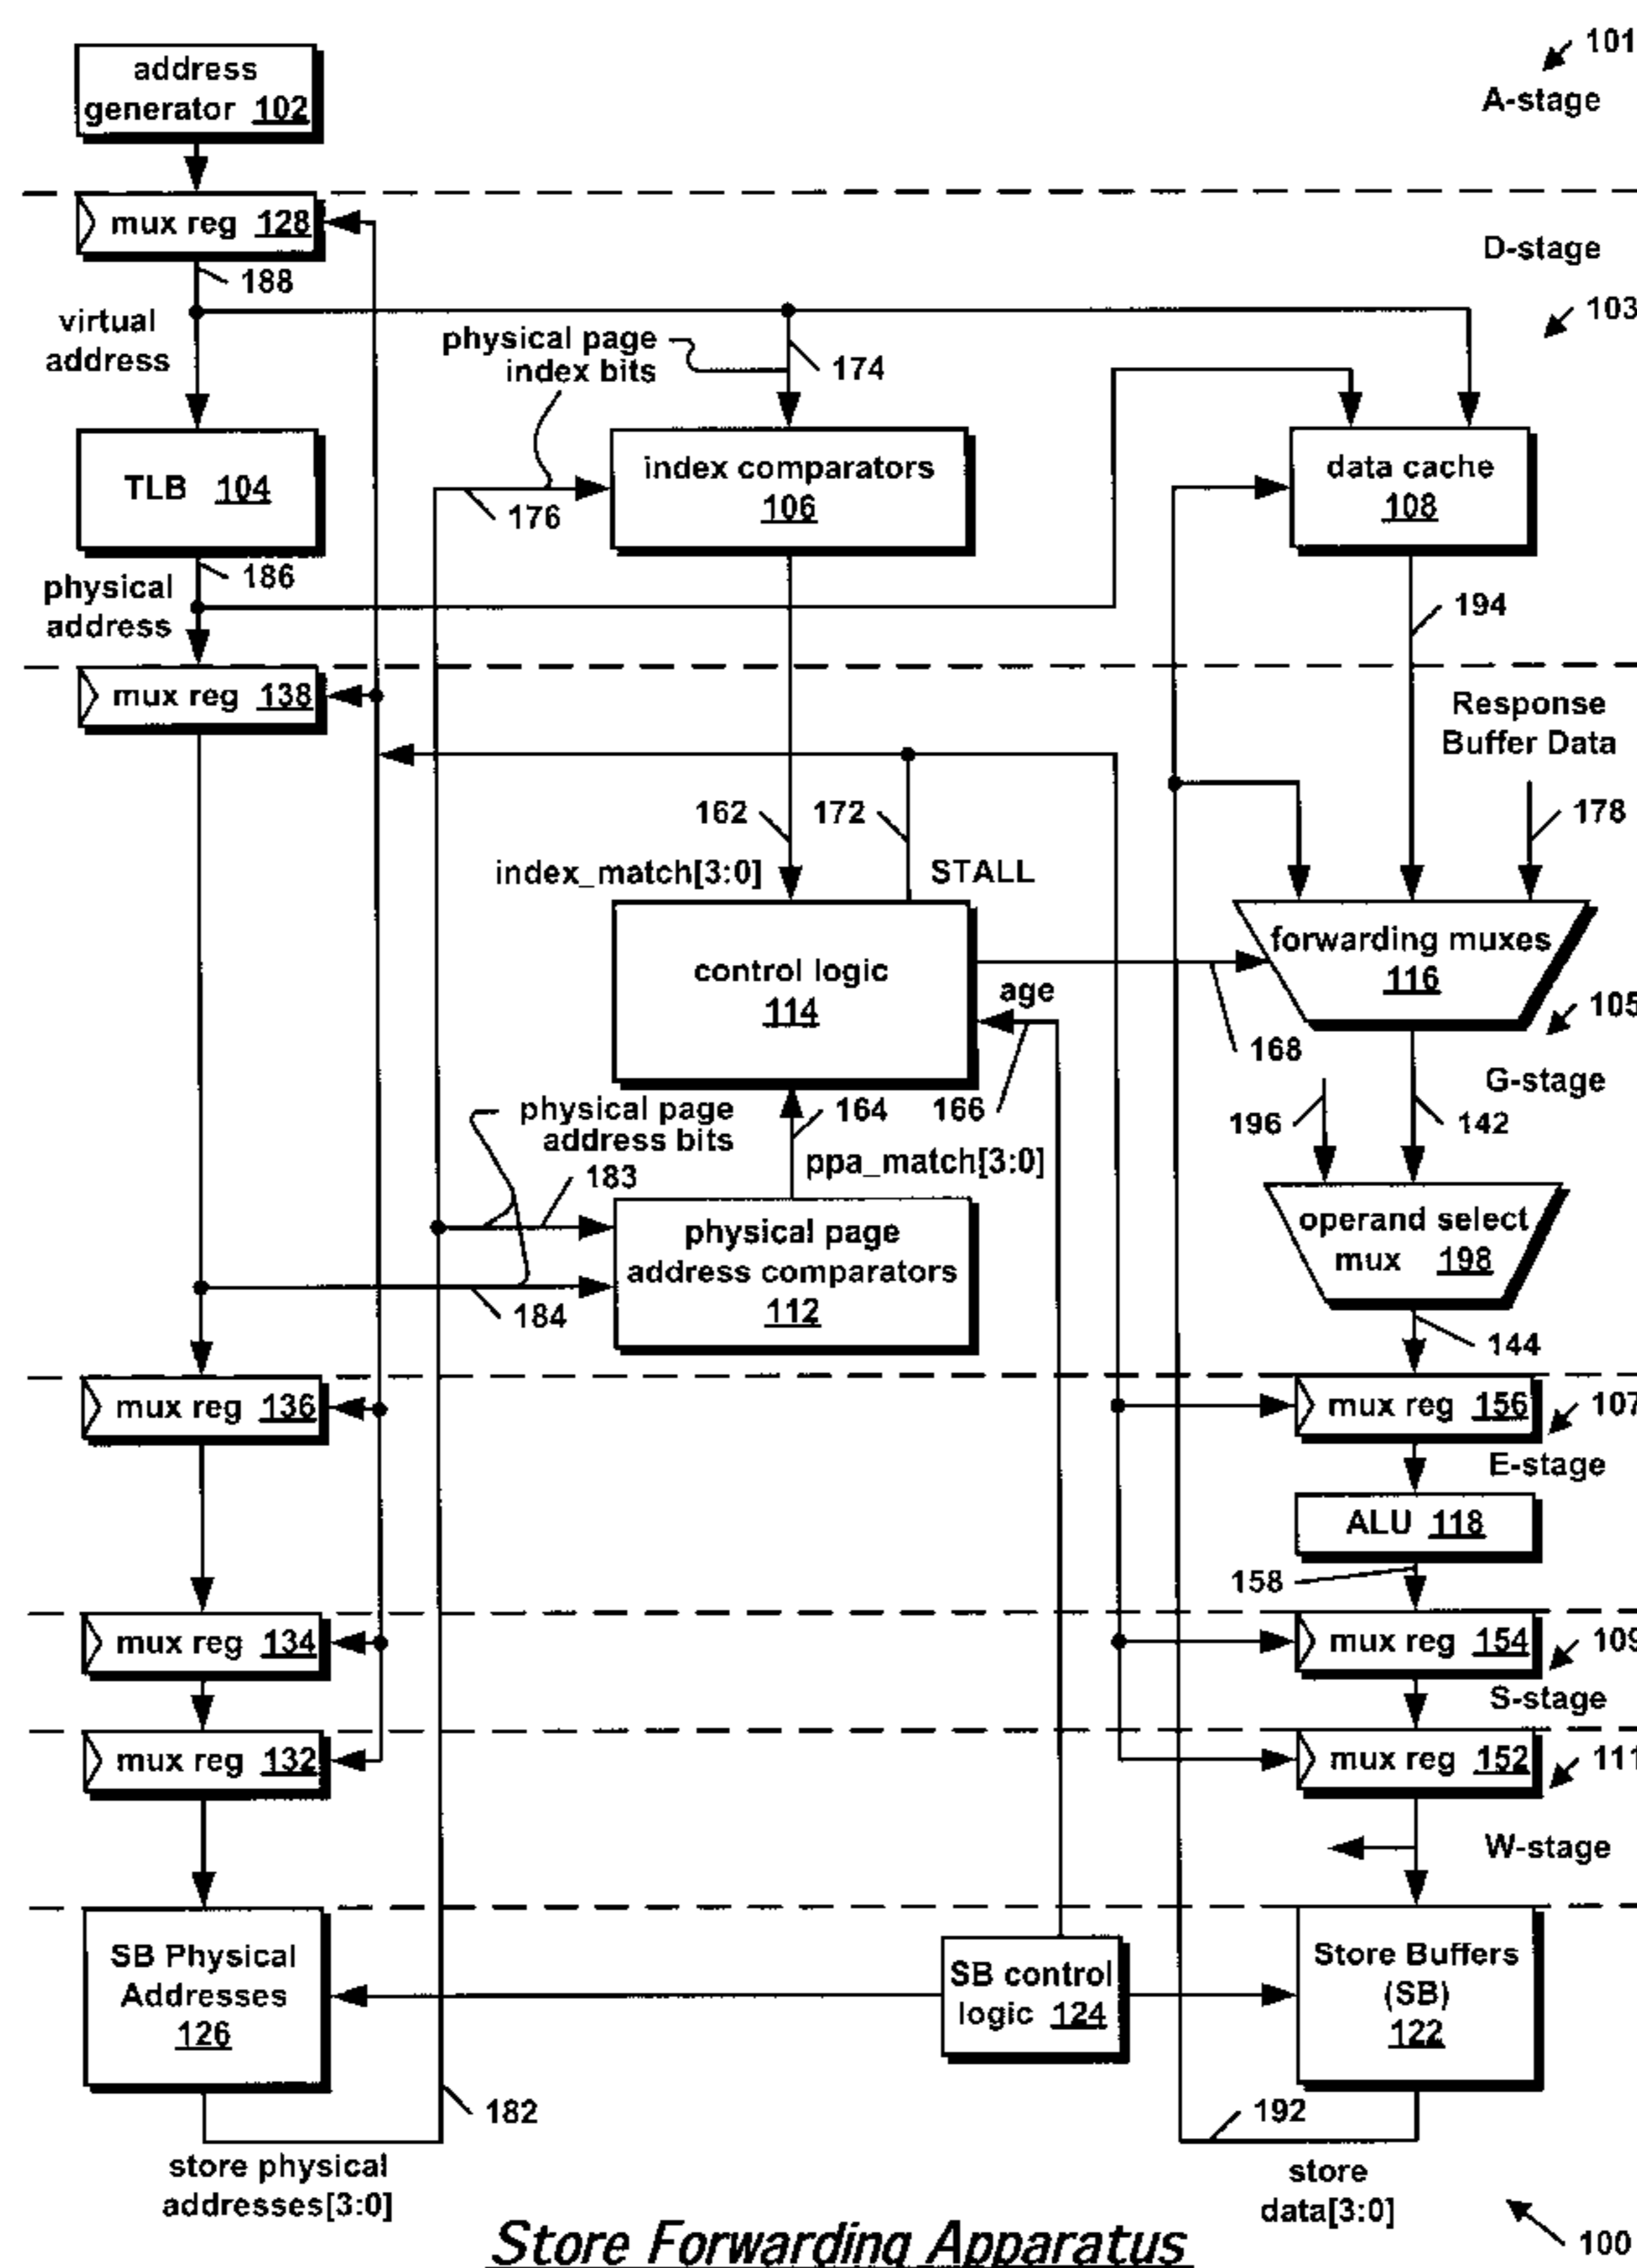 101
address
generator 102
A-stage
mux reg 128
D-stage
188
103
virtual
address
physical page
index bits
174
TLB 104
index comparators
106
data cache
108
176
186
physical
address
194
mux reg 138
Response
Buffer Data
162
172
178
index_match[3:0]
STALL
control logic
114
forwarding muxes
116
age
105
168
G-stage
physical page
address bits
164
166
196
142
183
ppa_match[3:0]
physical page
address comparators
112
operand select
mux 198
184
144
mux reg 136
mux reg 156
107
E-stage
ALU 118
158
mux reg 134
mux reg 154
109
S-stage
mux reg 132
mux reg 152
111
W-stage
SB Physical
Addresses
126
SB control
logic 124
Store Buffers
(SB)
122
182
192
store physical
addresses[3:0]
store
data[3:0]
100
Store Forwarding Apparatus